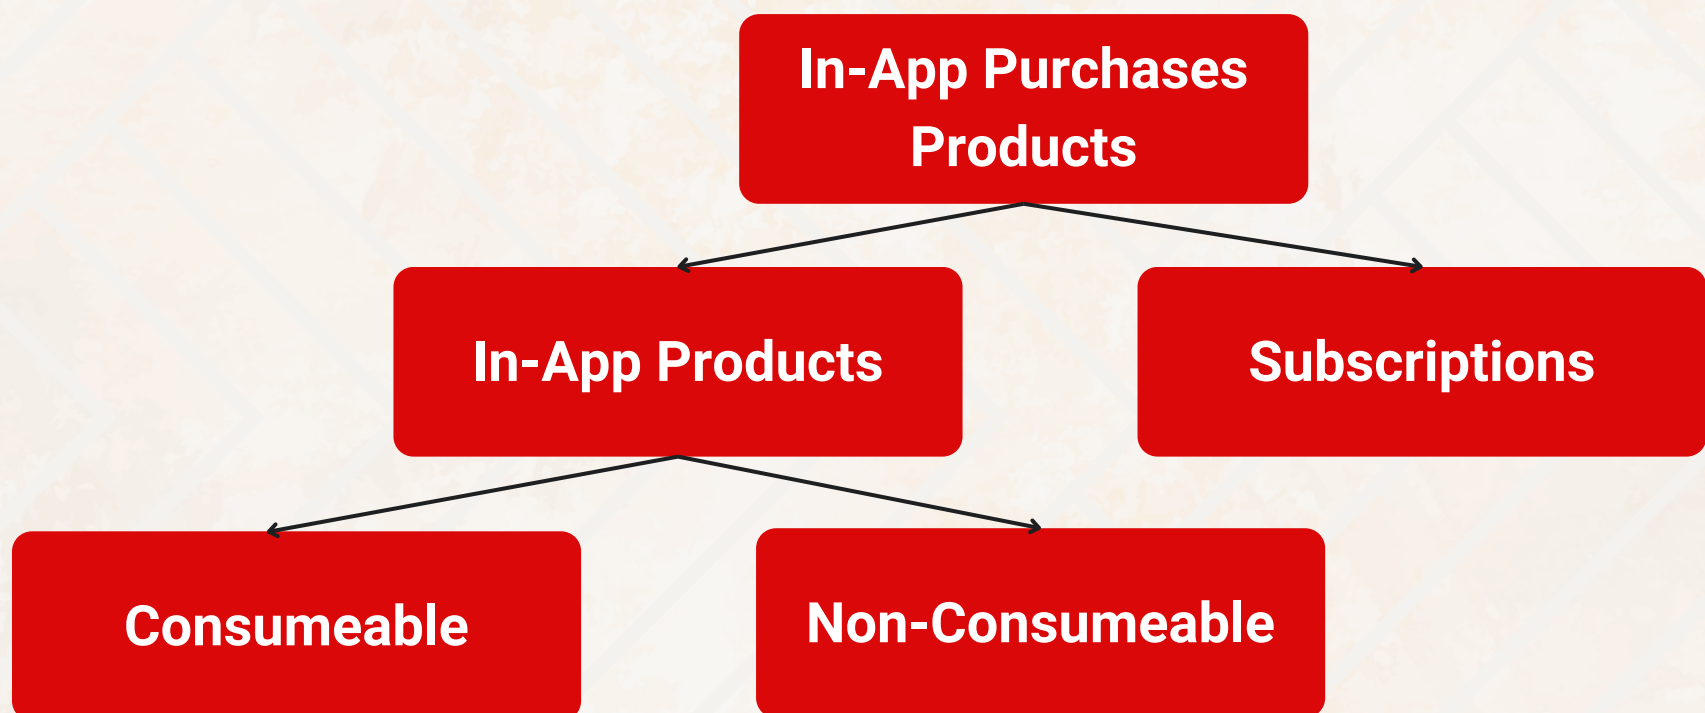 In-App Purchases
Products
In-App Products
Subscriptions
Consumeable
Non-Consumeable